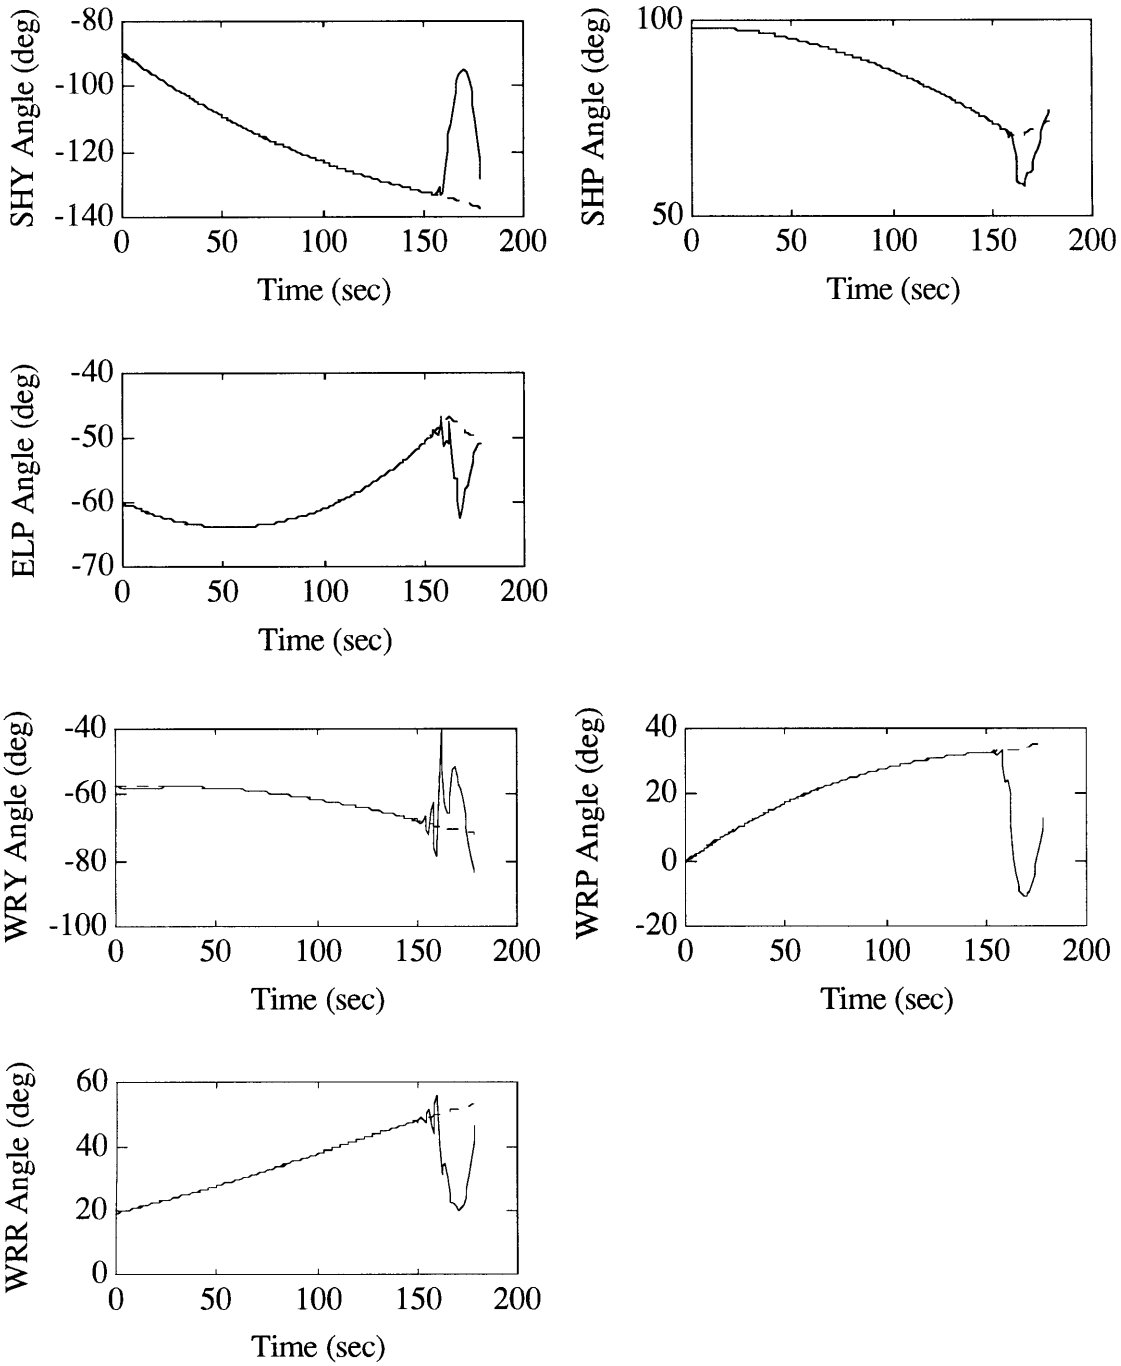 -80
-100
-120
-140
SHY Angle (deg)
0 50 100 150 200
Time (sec)
100
50
SHP Angle (deg)
0 50 100 150 200
Time (sec)
-40
-50
-60
-70
ELP Angle (deg)
0 50 100 150 200
Time (sec)
-40
-60
-80
-100
WRY Angle (deg)
0 50 100 150 200
Time (sec)
40
20
0
-20
WRP Angle (deg)
0 50 100 150 200
Time (sec)
60
40
20
0
WRR Angle (deg)
0 50 100 150 200
Time (sec)